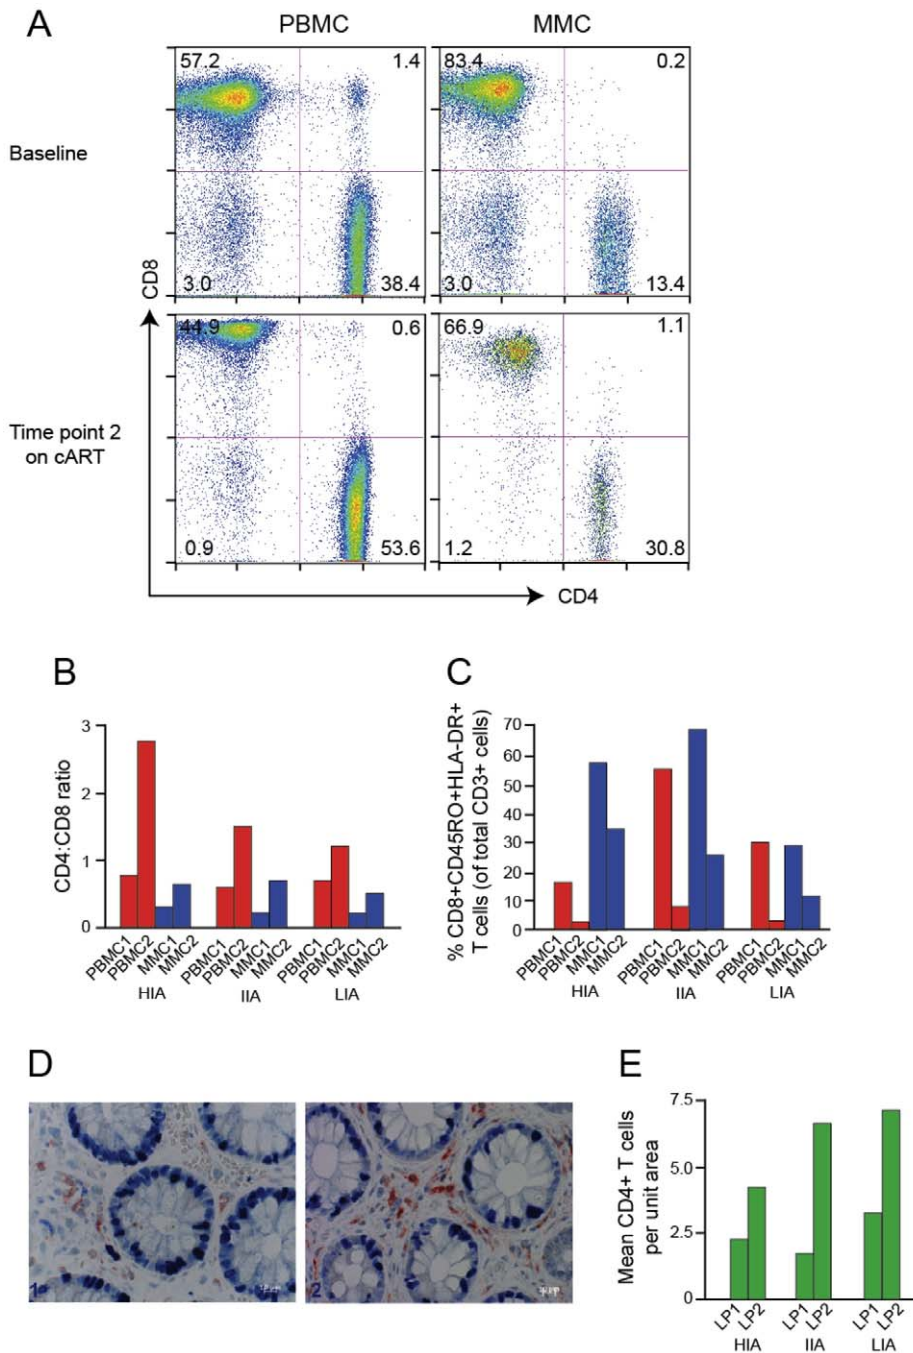 A
PBMC MMC
57.2 1.4 83.4 0.2
Baseline
CD8
3.0 38.4 3.0 13.4
44.9 0.6 66.9 1.1
Time point 2
on cART
0.9 53.6 1.2 30.8
CD4
B
CD4:CD8 ratio
3
2
1
0
PBMC1 PBMC2 MMC1 MMC2 PBMC1 PBMC2 MMC1 MMC2 PBMC1 PBMC2 MMC1 MMC2
HIA IIA LIA
C
% CD8+CD45RO+HLA-DR+
T cells (of total CD3+ cells)
70
60
50
40
30
20
10
0
PBMC1 PBMC2 MMC1 MMC2 PBMC1 PBMC2 MMC1 MMC2 PBMC1 PBMC2 MMC1 MMC2
HIA IIA LIA
D
1 2
E
Mean CD4+ T cells
per unit area
7.5
5.0
2.5
0
LP1 LP2 LP1 LP2 LP1 LP2
HIA IIA LIA